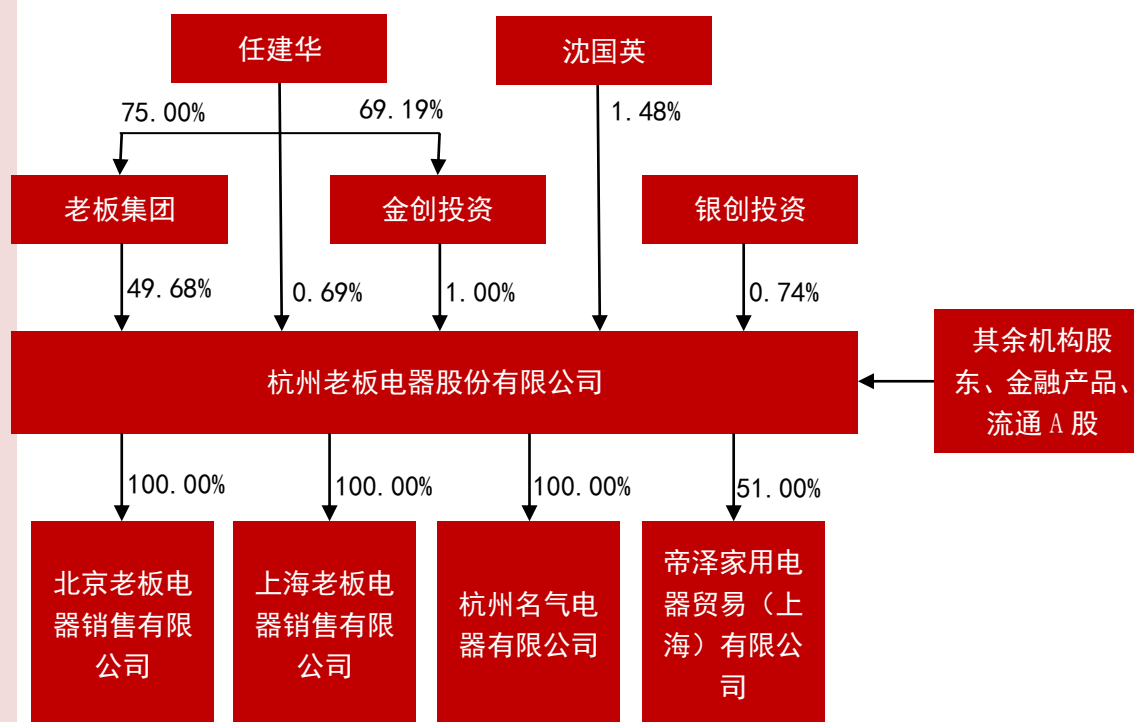 任建华
沈国英
75.00%
69.19%
1.48%
老板集团
金创投资
银创投资
49.68%
0.69%
1.00%
0.74%
杭州老板电器股份有限公司
其余机构股
东、金融产品、
流通 A 股
100.00%
100.00%
100.00%
51.00%
北京老板电
器销售有限
公司
上海老板电
器销售有限
公司
杭州名气电
器有限公司
帝泽家用电
器贸易（上
海）有限公
司